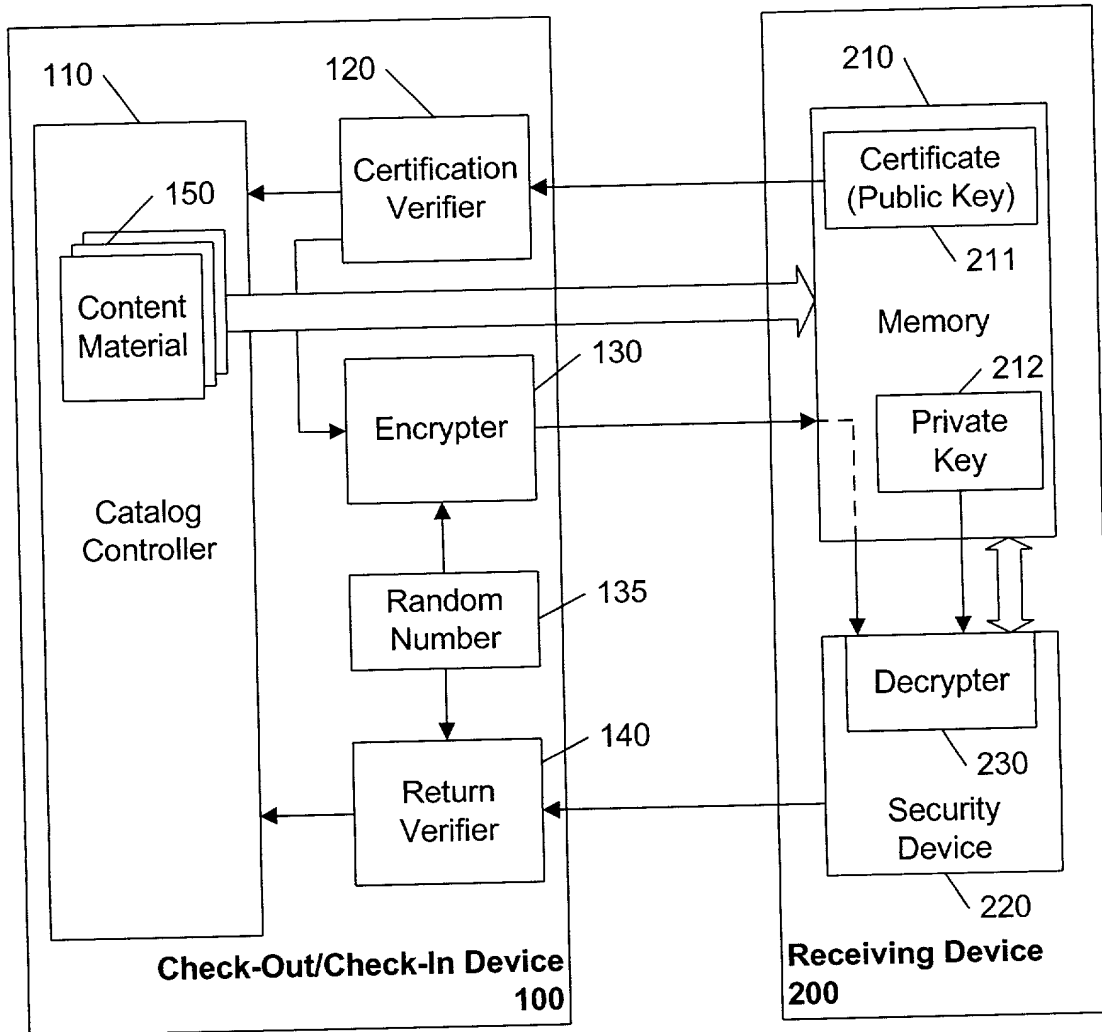 110
120
210
Certification
Verifier
Certificate
(Public Key)
150
211
Content
Material
Memory
130
212
Encrypter
Private
Key
Catalog
Controller
Random
Number
135
Decrypter
140
230
Return
Verifier
Security
Device
220
Check-Out/Check-In Device
100
Receiving Device
200